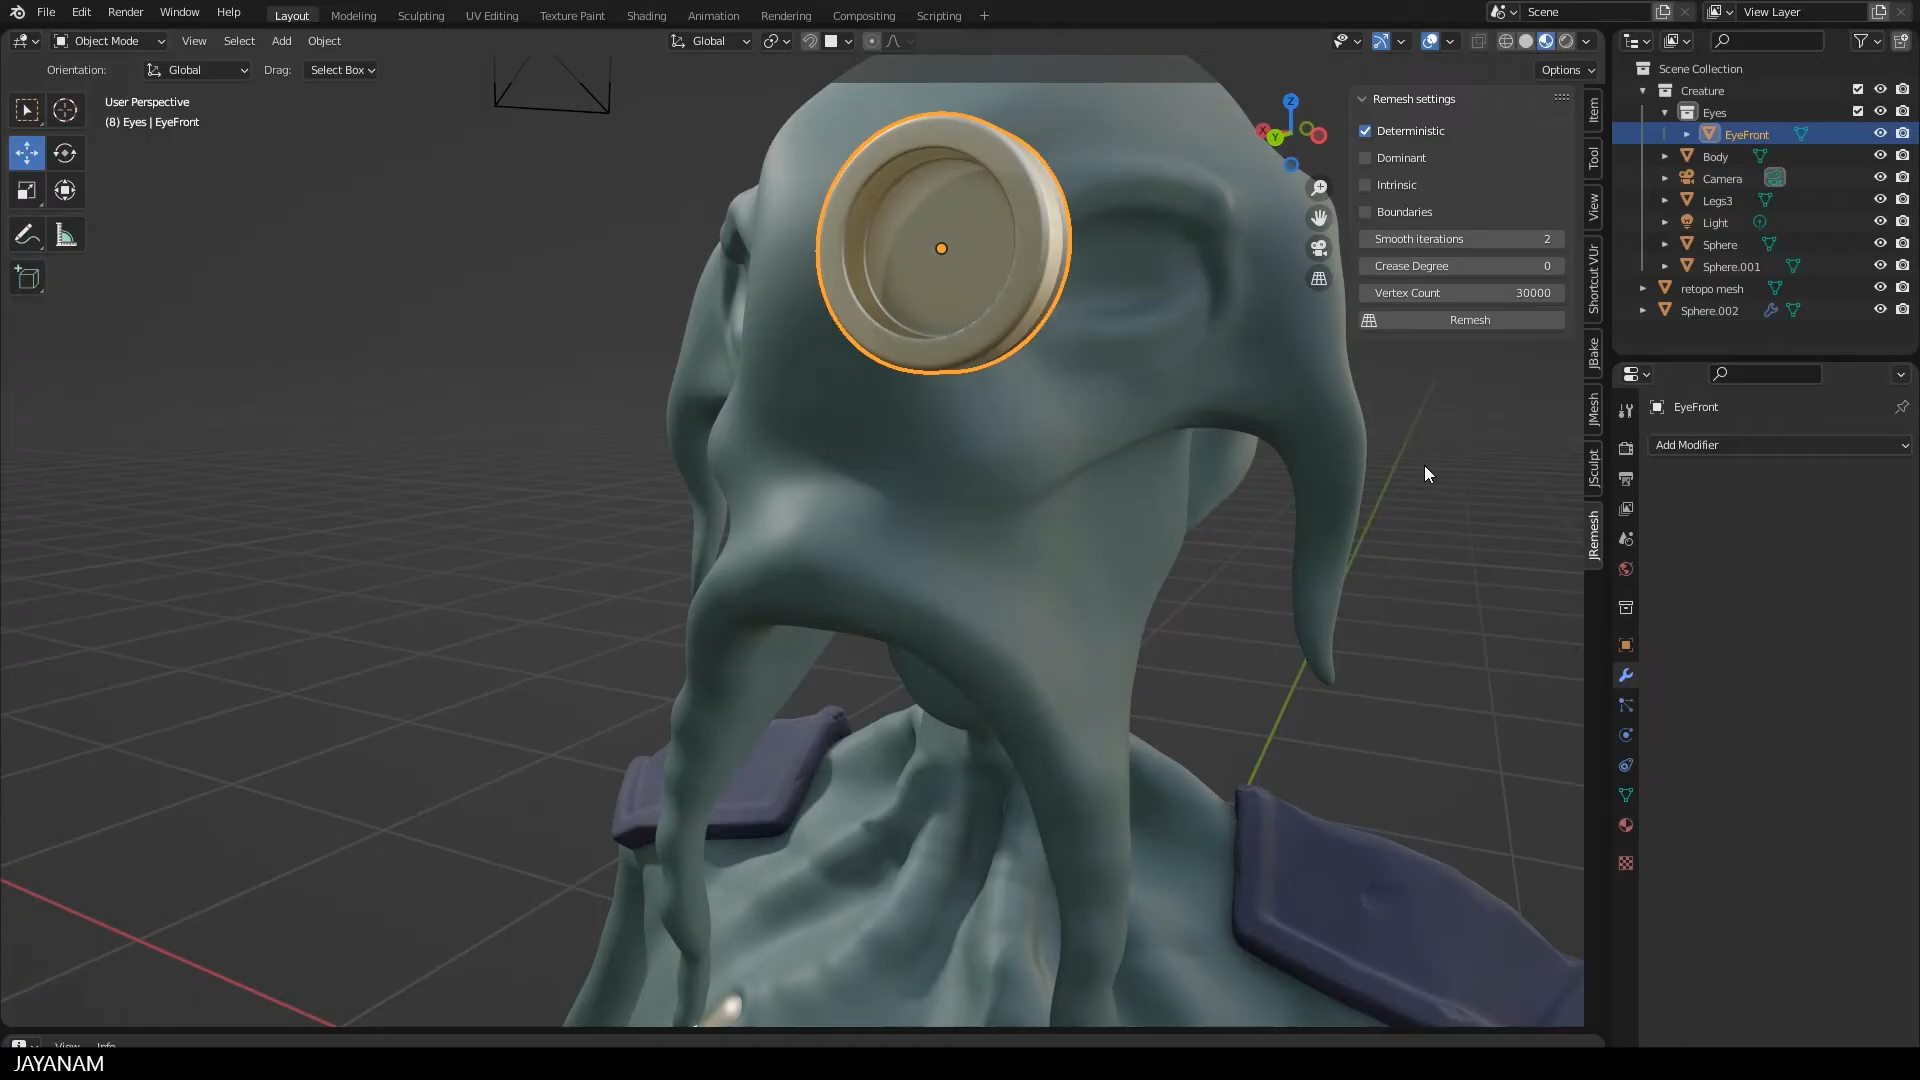 File Edit Render Window Help Layout Modeling Sculpting UV Editing Texture Paint Shading Animation Rendering Compositing Scripting + Scene View Layer
Object Mode View Select Add Object Global
Orientation: Global Drag: Select Box Options
User Perspective
(8) Eyes | EyeFront
Z
X
Y
Remesh settings
Deterministic
Dominant
Intrinsic
Boundaries
Smooth iterations 2
Crease Degree 0
Vertex Count 30000
Remesh
Item
Tool
View
Shortcut VUr
JBake
JMesh
JSculpt
JRemesh
Scene Collection
Creature
Eyes
EyeFront
Body
Camera
Legs3
Light
Sphere
Sphere.001
retopo mesh
Sphere.002
EyeFront
Add Modifier
View Info
JAYANAM